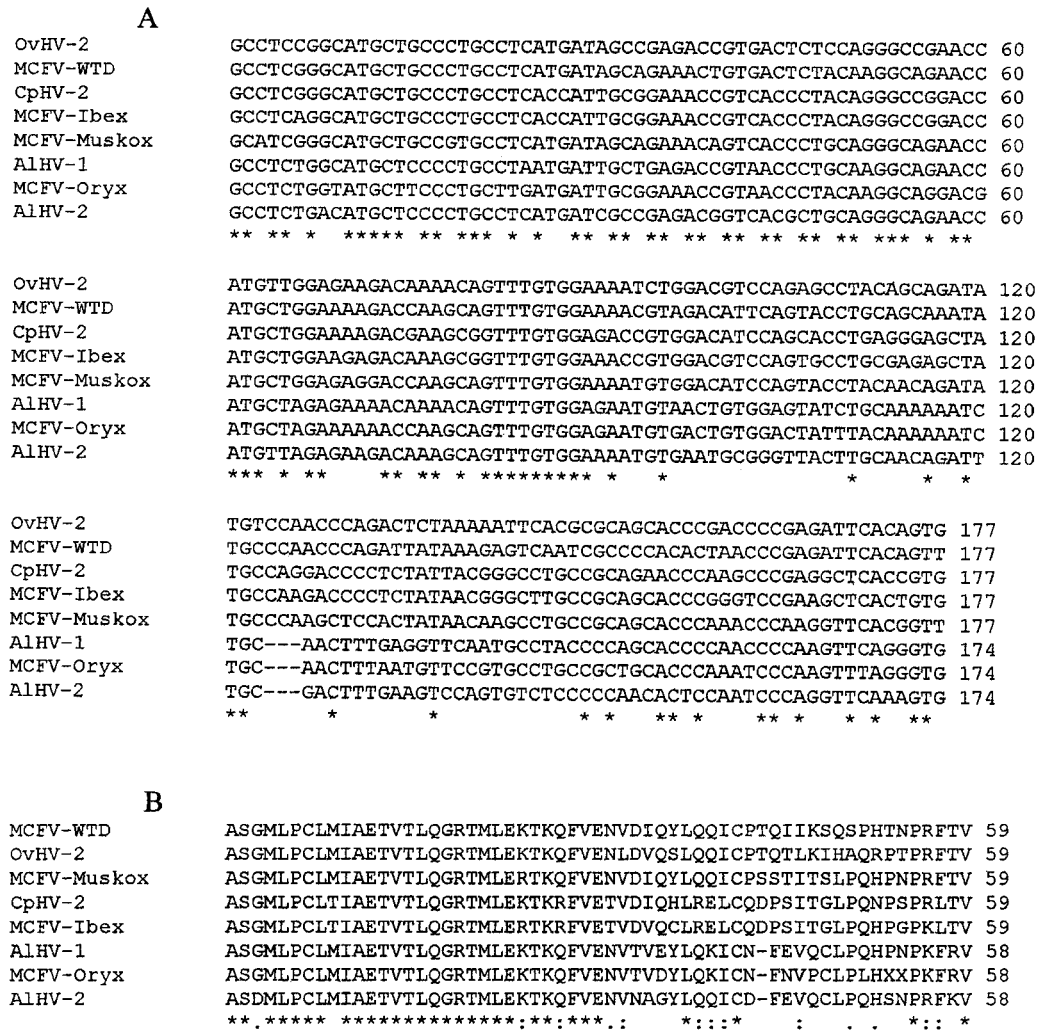 A
OvHV-2 GCCTCCGGCATGCTGCCCTGCCTCATGATAGCCGAGACCGTGACTCTCCAGGGCCGAACC 60
MCFV-WTD GCCTCGGGCATGCTGCCCTGCCTCATGATAGCAGAAACTGTGACTCTACAAGGCAGAACC 60
CpHV-2 GCCTCGGGCATGCTGCCCTGCCTCACCATTGCGGAAACCGTCACCCTACAGGGCCGGACC 60
MCFV-Ibex GCCTCAGGCATGCTGCCCTGCCTCACCATTGCGGAAACCGTCACCCTACAGGGCCGGACC 60
MCFV-Muskox GCATCGGGCATGCTGCCGTGCCTCATGATAGCAGAAACAGTCACCCTGCAGGGCAGAACC 60
AlHV-1 GCCTCTGGCATGCTCCCCTGCCTAATGATTGCTGAGACCGTAACCCTGCAAGGCAGAACC 60
MCFV-Oryx GCCTCTGGTATGCTTCCCTGCTTGATGATTGCGGAAACCGTAACCCTACAAGGCAGGACG 60
AlHV-2 GCCTCTGACATGCTCCCCTGCCTCATGATCGCCGAGACGGTCACGCTGCAGGGCAGAACC 60
** ** *  ***** ** *** * *  ** ** ** ** ** ** ** ** *** * **
OvHV-2 ATGTTGGAGAAGACAAAACAGTTTGTGGAAAATCTGGACGTCCAGAGCCTACAGCAGATA 120
MCFV-WTD ATGCTGGAAAAGACCAAGCAGTTTGTGGAAAACGTAGACATTCAGTACCTGCAGCAAATA 120
CpHV-2 ATGCTGGAAAAGACGAAGCGGTTTGTGGAGACCGTGGACATCCAGCACCTGAGGGAGCTA 120
MCFV-Ibex ATGCTGGAAGAGACAAAGCGGTTTGTGGAAACCGTGGACGTCCAGTGCCTGCGAGAGCTA 120
MCFV-Muskox ATGCTGGAGAGGACCAAGCAGTTTGTGGAAAATGTGGACATCCAGTACCTACAACAGATA 120
AlHV-1 ATGCTAGAGAAAACAAAACAGTTTGTGGAGAATGTAACTGTGGAGTATCTGCAAAAAATC 120
MCFV-Oryx ATGCTAGAAAAAACCAAGCAGTTTGTGGAGAATGTGACTGTGGACTATTTACAAAAAATC 120
AlHV-2 ATGTTAGAGAAGACAAAGCAGTTTGTGGAAAATGTGAATGCGGGTTACTTGCAACAGATT 120
*** * **    ** ** * ********* *   *              *     *  *
OvHV-2 TGTCCAACCCAGACTCTAAAAATTCACGCGCAGCACCCGACCCCGAGATTCACAGTG 177
MCFV-WTD TGCCCAACCCAGATTATAAAGAGTCAATCGCCCCACACTAACCCGAGATTCACAGTT 177
CpHV-2 TGCCAGGACCCCTCTATTACGGGCCTGCCGCAGAACCCAAGCCCGAGGCTCACCGTG 177
MCFV-Ibex TGCCAAGACCCCTCTATAACGGGCTTGCCGCAGCACCCGGGTCCGAAGCTCACTGTG 177
MCFV-Muskox TGCCCAAGCTCCACTATAACAAGCCTGCCGCAGCACCCAAACCCAAGGTTCACGGTT 177
AlHV-1 TGC---AACTTTGAGGTTCAATGCCTACCCCAGCACCCCAACCCCAAGTTCAGGGTG 174
MCFV-Oryx TGC---AACTTTAATGTTCCGTGCCTGCCGCTGCACCCAAATCCCAAGTTTAGGGTG 174
AlHV-2 TGC---GACTTTGAAGTCCAGTGTCTCCCCCAACACTCCAATCCCAGGTTCAAAGTG 174
**      *       *           * *   ** *    ** *   * *  **
B
MCFV-WTD ASGMLPCLMIAETVTLQGRTMLEKTKQFVENVDIQYLQQICPTQIIKSQSPHTNPRFTV 59
OvHV-2 ASGMLPCLMIAETVTLQGRTMLEKTKQFVENLDVQSLQQICPTQTLKIHAQRPTPRFTV 59
MCFV-Muskox ASGMLPCLMIAETVTLQGRTMLERTKQFVENVDIQYLQQICPSSTITSLPQHPNPRFTV 59
CpHV-2 ASGMLPCLTIAETVTLQGRTMLEKTKRFVETVDIQHLRELCQDPSITGLPQNPSPRLTV 59
MCFV-Ibex ASGMLPCLTIAETVTLQGRTMLERTKRFVETVDVQCLRELCQDPSITGLPQHPGPKLTV 59
AlHV-1 ASGMLPCLMIAETVTLQGRTMLEKTKQFVENVTVEYLQKICN-FEVQCLPQHPNPKFRV 58
MCFV-Oryx ASGMLPCLMIAETVTLQGRTMLEKTKQFVENVTVDYLQKICN-FNVPCLPLHXXPKFRV 58
AlHV-2 ASDMLPCLMIAETVTLQGRTMLEKTKQFVENVNAGYLQQICD-FEVQCLPQHSNPRFKV 58
**.***** **************:**:***.:    *:::*    :   . .  *:: *